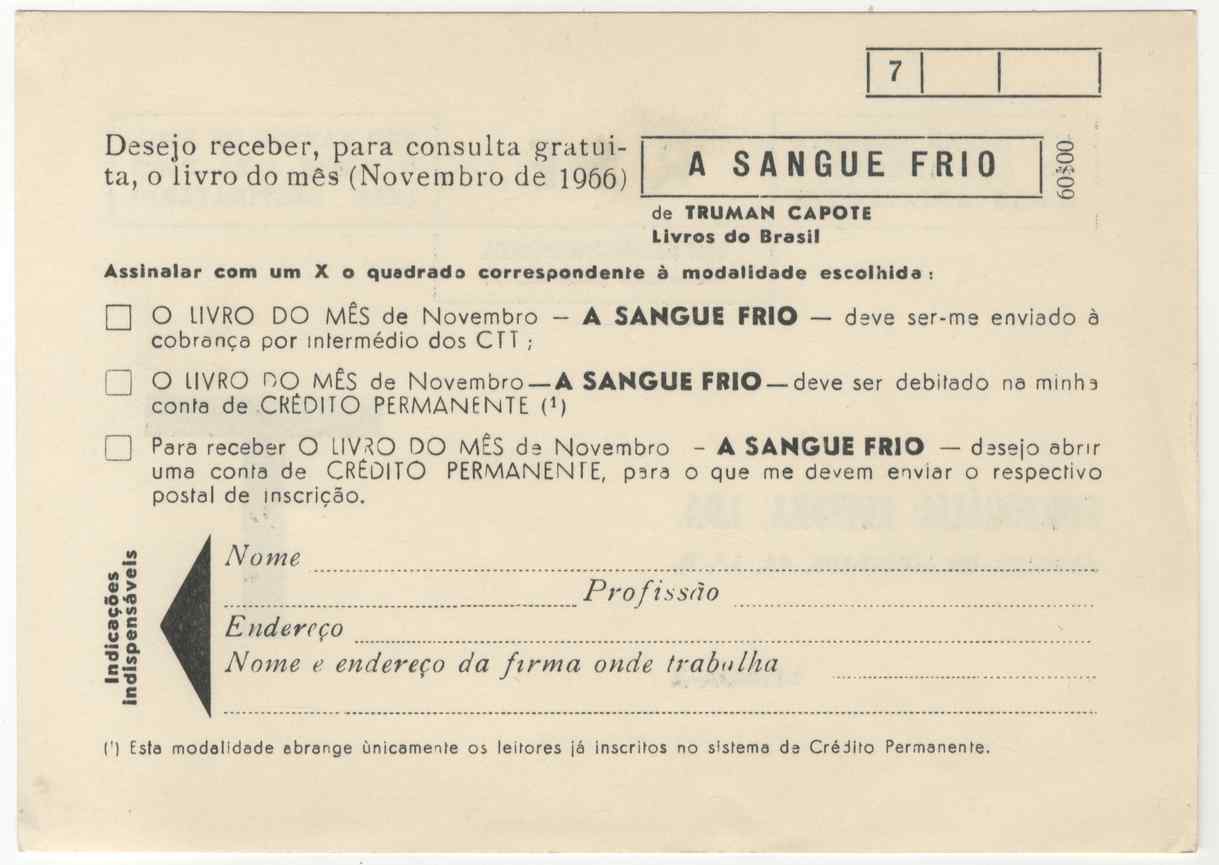 7
Desejo receber, para consulta gratui-
ta, o livro do mês (Novembro de 1966)
A SANGUE FRIO
60$00
de TRUMAN CAPOTE
Livros do Brasil
Assinalar com um X o quadrado correspondente à modalidade escolhida :
O LIVRO DO MÊS de Novembro — A SANGUE FRIO — deve ser-me enviado à
cobrança por intermédio dos CTT ;
O LIVRO DO MÊS de Novembro — A SANGUE FRIO — deve ser debitado na minha
conta de CRÉDITO PERMANENTE (¹)
Para receber O LIVRO DO MÊS de Novembro - A SANGUE FRIO — desejo abrir
uma conta de CRÉDITO PERMANENTE, para o que me devem enviar o respectivo
postal de inscrição.
Indicações
indispensáveis
Nome
Profissão
Endereço
Nome e endereço da firma onde trabalha
(¹) Esta modalidade abrange ùnicamente os leitores já inscritos no sistema de Crédito Permanente.